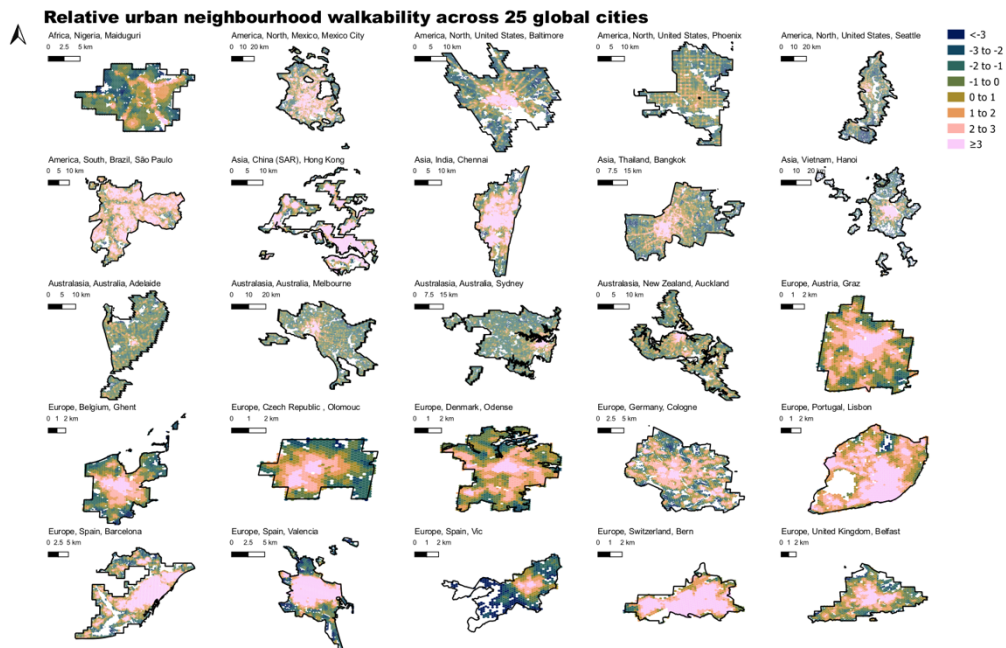 Relative urban neighbourhood walkability across 25 global cities
Africa, Nigeria, Maiduguri
0 2.5 5 km
America, North, Mexico, Mexico City
0 10 20 km
America, North, United States, Baltimore
0 5 10 km
America, North, United States, Phoenix
0 10 20 km
America, North, United States, Seattle
0 10 20 km
<-3
-3 to -2
-2 to -1
-1 to 0
0 to 1
1 to 2
2 to 3
≥3
America, South, Brazil, São Paulo
0 5 10 km
Asia, China (SAR), Hong Kong
0 5 10 km
Asia, India, Chennai
0 5 10 km
Asia, Thailand, Bangkok
0 7.5 15 km
Asia, Vietnam, Hanoi
0 10 20 km
Australasia, Australia, Adelaide
0 5 10 km
Australasia, Australia, Melbourne
0 10 20 km
Australasia, Australia, Sydney
0 7.5 15 km
Australasia, New Zealand, Auckland
0 5 10 km
Europe, Austria, Graz
0 1 2 km
Europe, Belgium, Ghent
0 1 2 km
Europe, Czech Republic , Olomouc
0 1 2 km
Europe, Denmark, Odense
0 1 2 km
Europe, Germany, Cologne
0 1 2 km
Europe, Portugal, Lisbon
0 1 2 km
Europe, Spain, Barcelona
0 2.5 5 km
Europe, Spain, Valencia
0 2.5 5 km
Europe, Spain, Vic
0 1 2 km
Europe, Switzerland, Bern
0 1 2 km
Europe, United Kingdom, Belfast
0 1 2 km